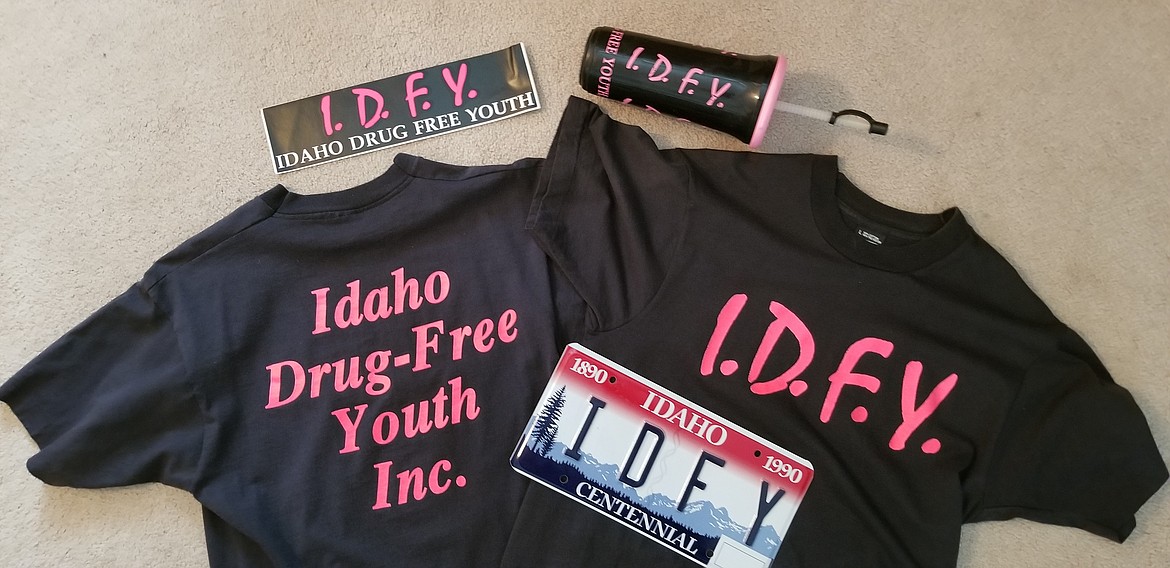 I. D. F. Y.
IDAHO DRUG FREE YOUTH
FREE YOUTH
I. D. F. Y.
I. D.
Idaho
Drug-Free
Youth
Inc.
I.D.F.Y.
1890
IDAHO
1990
IDFY
CENTENNIAL